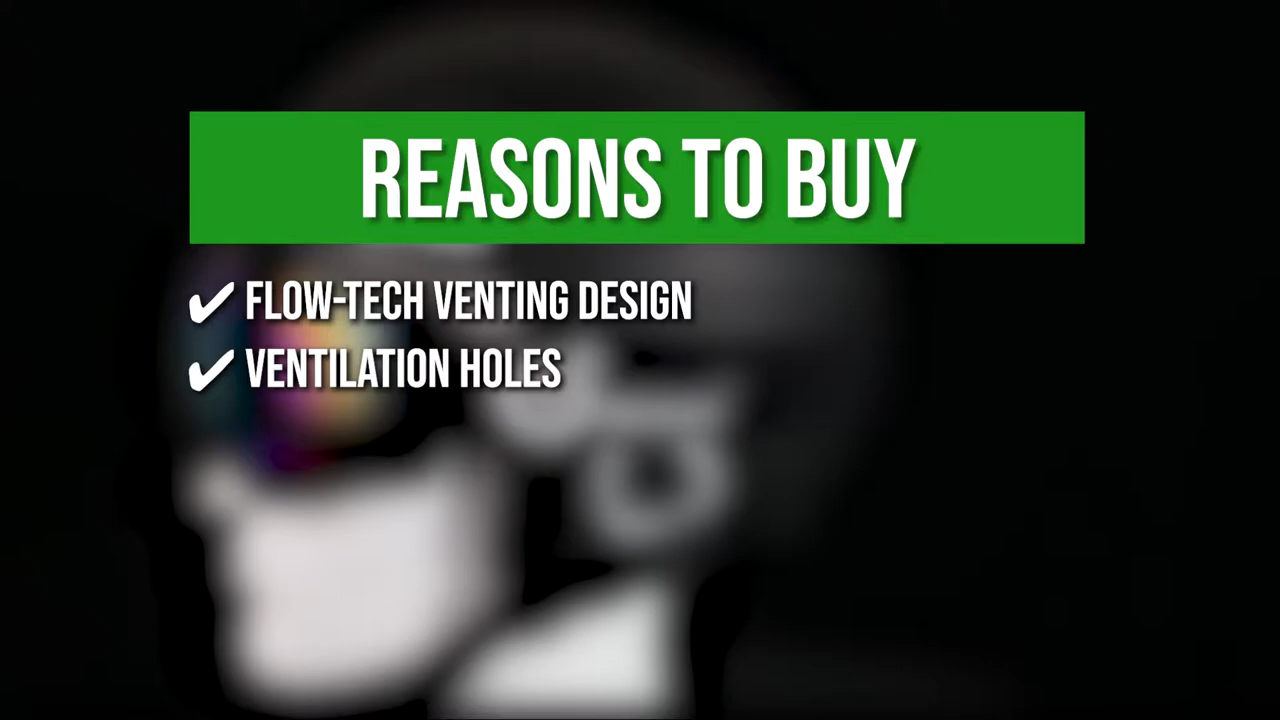 REASONS TO BUY
✔ FLOW-TECH VENTING DESIGN
✔ VENTILATION HOLES